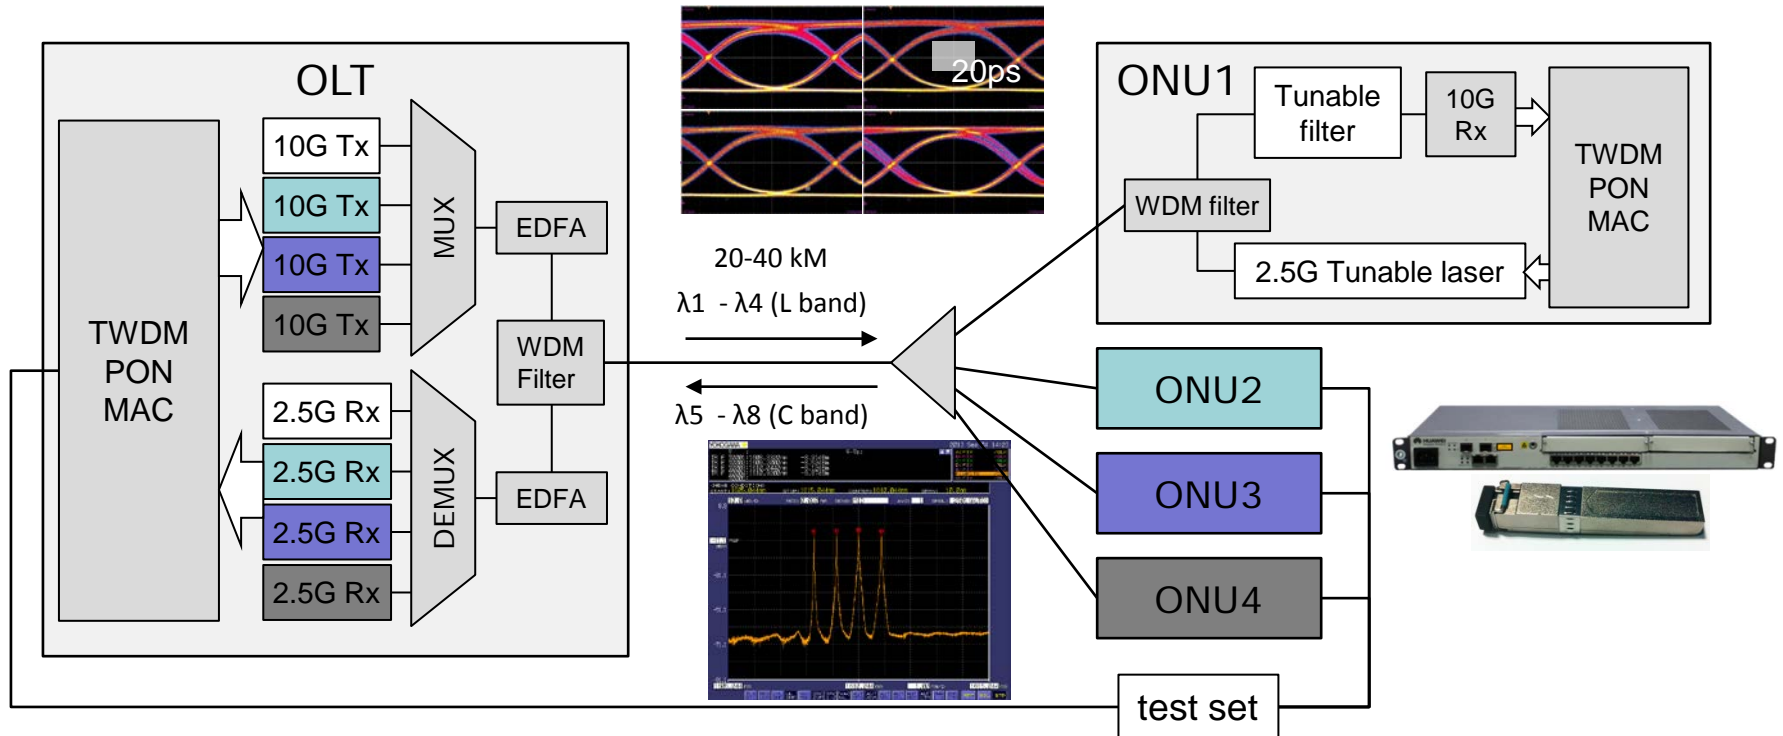 OLT
TWDM
PON
MAC
10G Tx
10G Tx
10G Tx
10G Tx
MUX
EDFA
WDM
Filter
2.5G Rx
2.5G Rx
2.5G Rx
2.5G Rx
DEMUX
EDFA
20ps
20-40 kM
λ1 - λ4 (L band)
λ5 - λ8 (C band)
ONU1
Tunable
filter
10G
Rx
TWDM
PON
MAC
WDM filter
2.5G Tunable laser
ONU2
ONU3
ONU4
test set